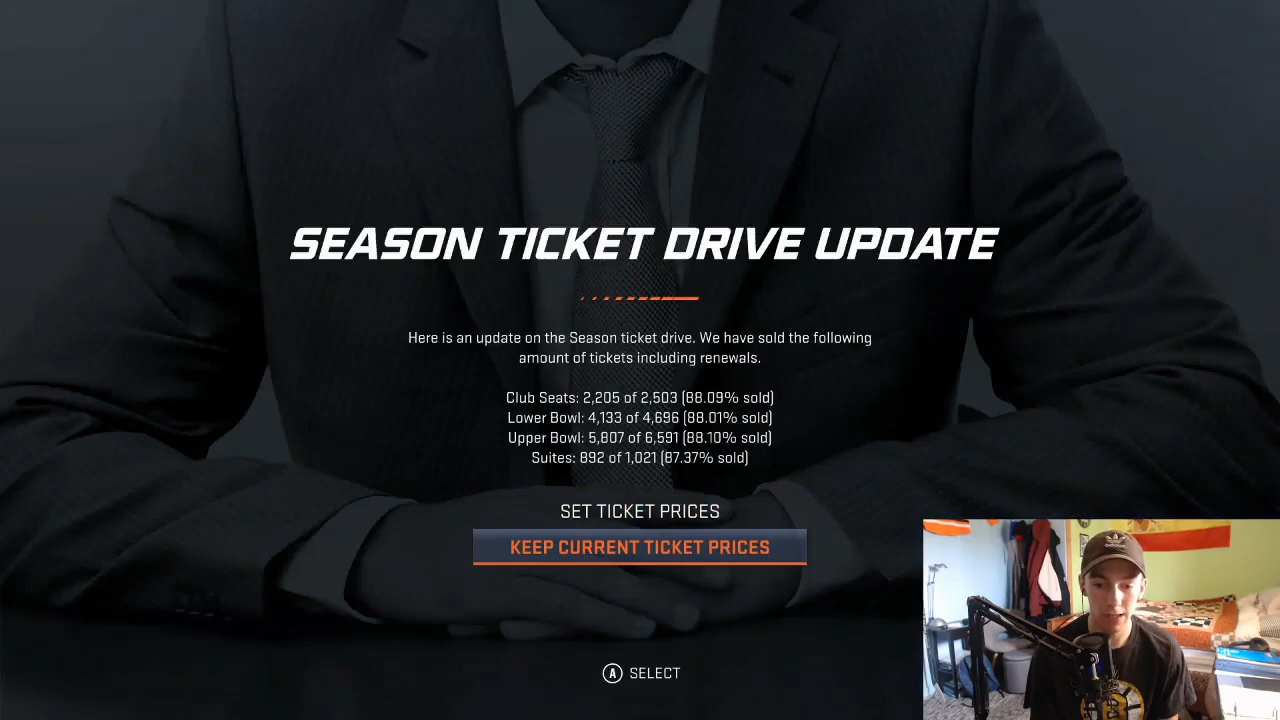 SEASON TICKET DRIVE UPDATE
Here is an update on the Season ticket drive. We have sold the following
amount of tickets including renewals.
Club Seats: 2,205 of 2,503 (88.09% sold)
Lower Bowl: 4,133 of 4,696 (88.01% sold)
Upper Bowl: 5,807 of 6,591 (88.10% sold)
Suites: 892 of 1,021 (87.37% sold)
SET TICKET PRICES
KEEP CURRENT TICKET PRICES
A SELECT
adidas